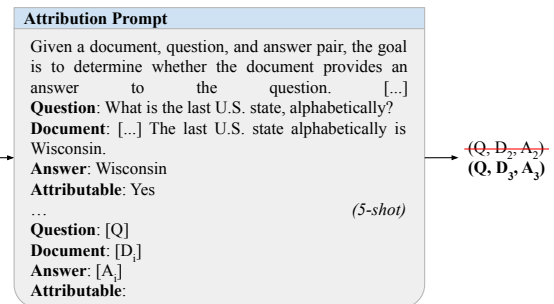 Attribution Prompt
Given a document, question, and answer pair, the goal
is to determine whether the document provides an
answer to the question. [...]
Question: What is the last U.S. state, alphabetically?
Document: [...] The last U.S. state alphabetically is
Wisconsin.
Answer: Wisconsin
Attributable: Yes
... (5-shot)
Question: [Q]
Document: [Di]
Answer: [Ai]
Attributable:
(Q, D2, A2)
(Q, D3, A3)